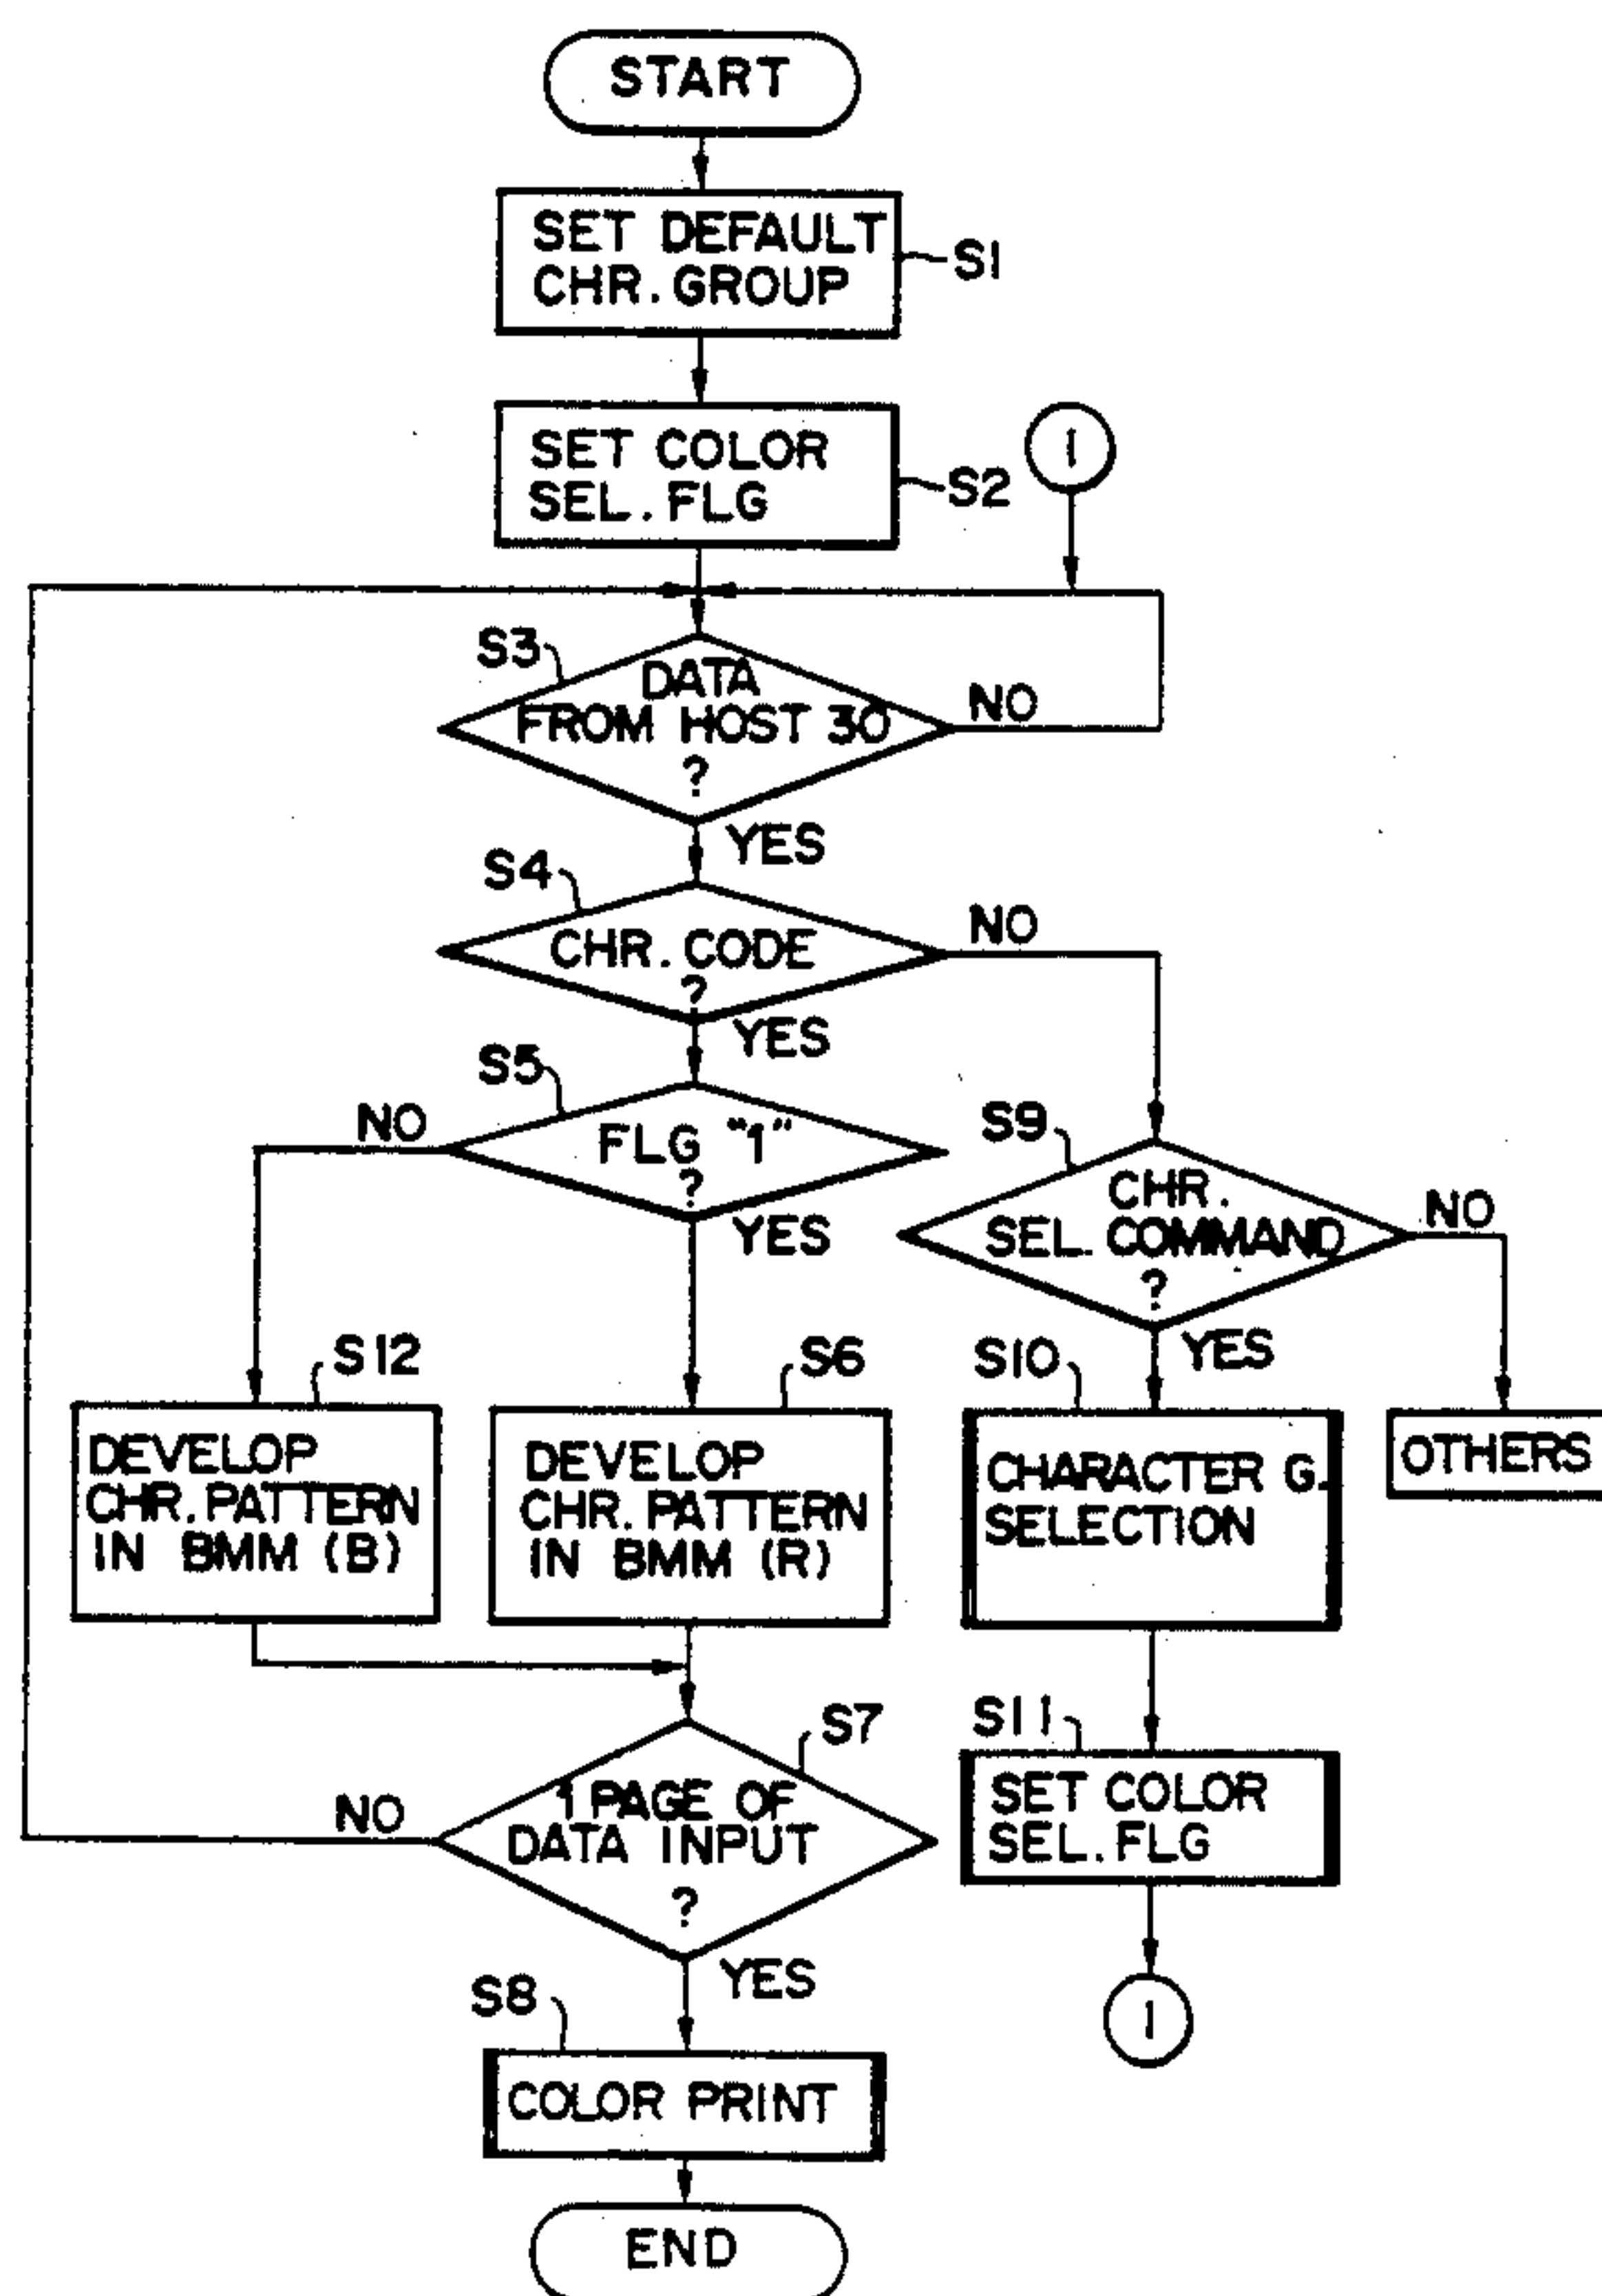 START
SET DEFAULT
CHR. GROUP
S1
SET COLOR
SEL. FLG
S2
1
S3
DATA
FROM HOST 30
?
NO
YES
S4
CHR. CODE
?
NO
YES
S5
FLG "1"
?
NO
YES
S9
CHR.
SEL. COMMAND
?
NO
YES
S12
DEVELOP
CHR. PATTERN
IN BMM (B)
S6
DEVELOP
CHR. PATTERN
IN BMM (R)
S10
CHARACTER G.
SELECTION
OTHERS
S7
1 PAGE OF
DATA INPUT
?
NO
YES
S11
SET COLOR
SEL. FLG
1
S8
COLOR PRINT
END